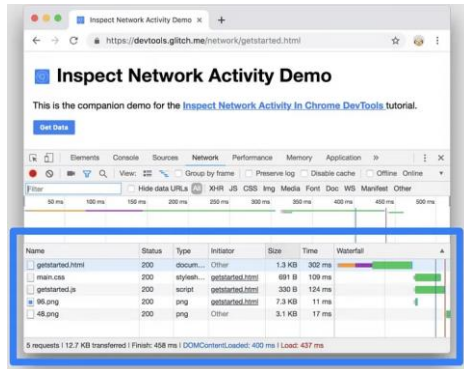 Inspect Network Activity Demo
https://devtools.glitch.me/network/getstarted.html
Inspect Network Activity Demo
This is the companion demo for the Inspect Network Activity In Chrome DevTools tutorial.
Get Data
Elements Console Sources Network Performance Memory Application »
View: Group by frame Preserve log Disable cache Offline Online
Filter Hide data URLs All XHR JS CSS Img Media Font Doc WS Manifest Other
50 ms 100 ms 150 ms 200 ms 250 ms 300 ms 350 ms 400 ms 450 ms 500 ms
Name Status Type Initiator Size Time Waterfall
getstarted.html 200 docum... Other 1.3 KB 302 ms
main.css 200 stylesh... getstarted.html 691 B 109 ms
getstarted.js 200 script getstarted.html 330 B 124 ms
96.png 200 png getstarted.html 7.3 KB 11 ms
48.png 200 png Other 3.1 KB 17 ms
5 requests | 12.7 KB transferred | Finish: 458 ms | DOMContentLoaded: 400 ms | Load: 437 ms